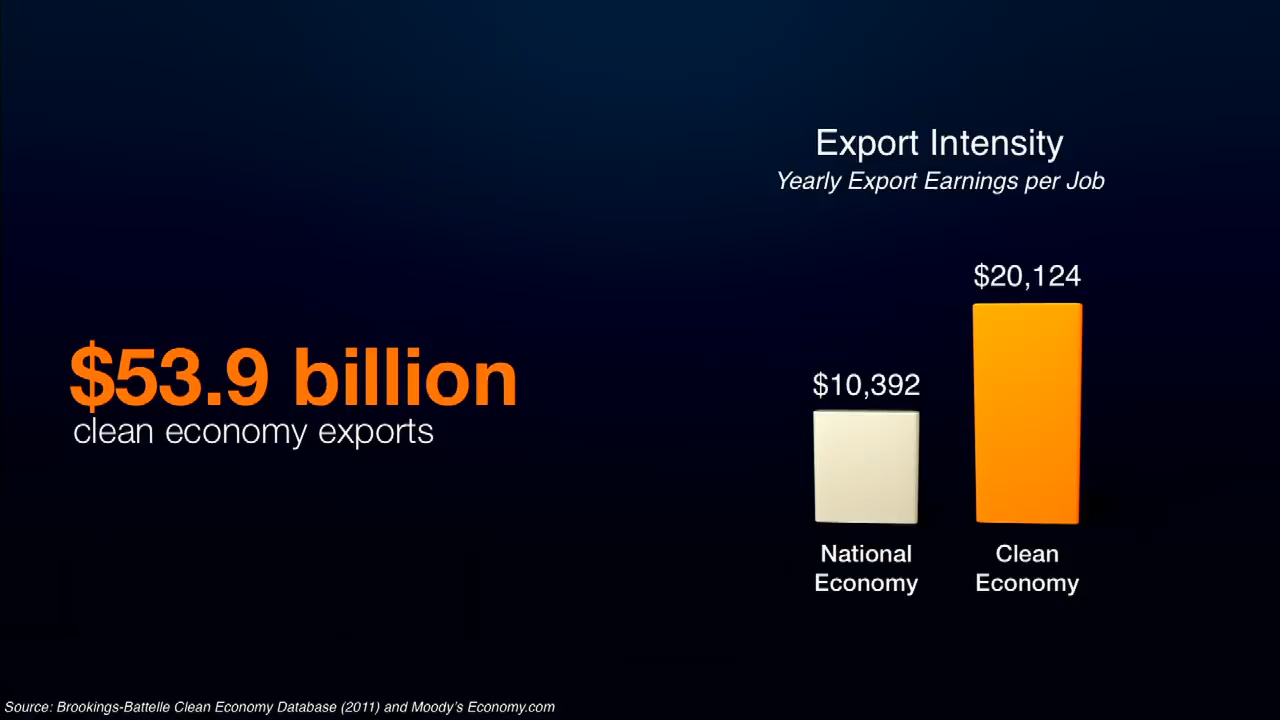 Export Intensity
Yearly Export Earnings per Job
$20,124
$10,392
$53.9 billion
clean economy exports
National
Economy
Clean
Economy
Source: Brookings-Battelle Clean Economy Database (2011) and Moody's Economy.com